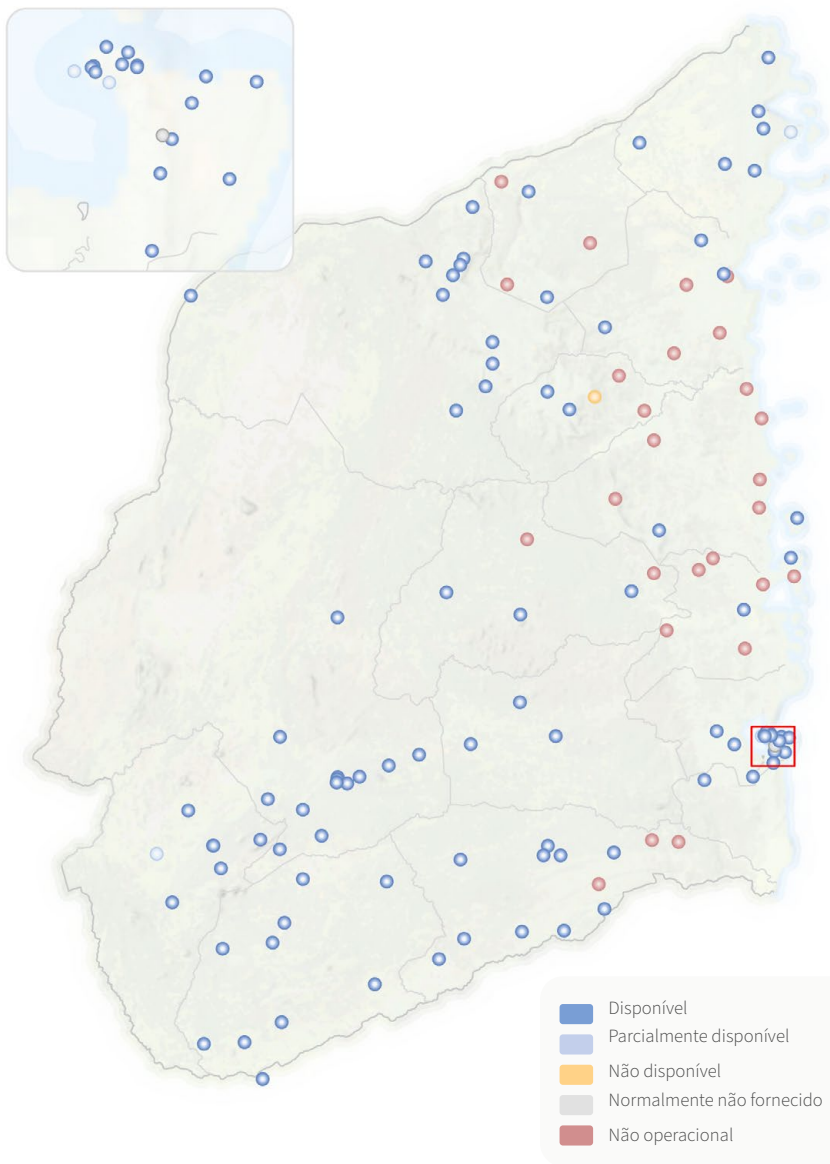 Disponível
Parcialmente disponível
Não disponível
Normalmente não fornecido
Não operacional